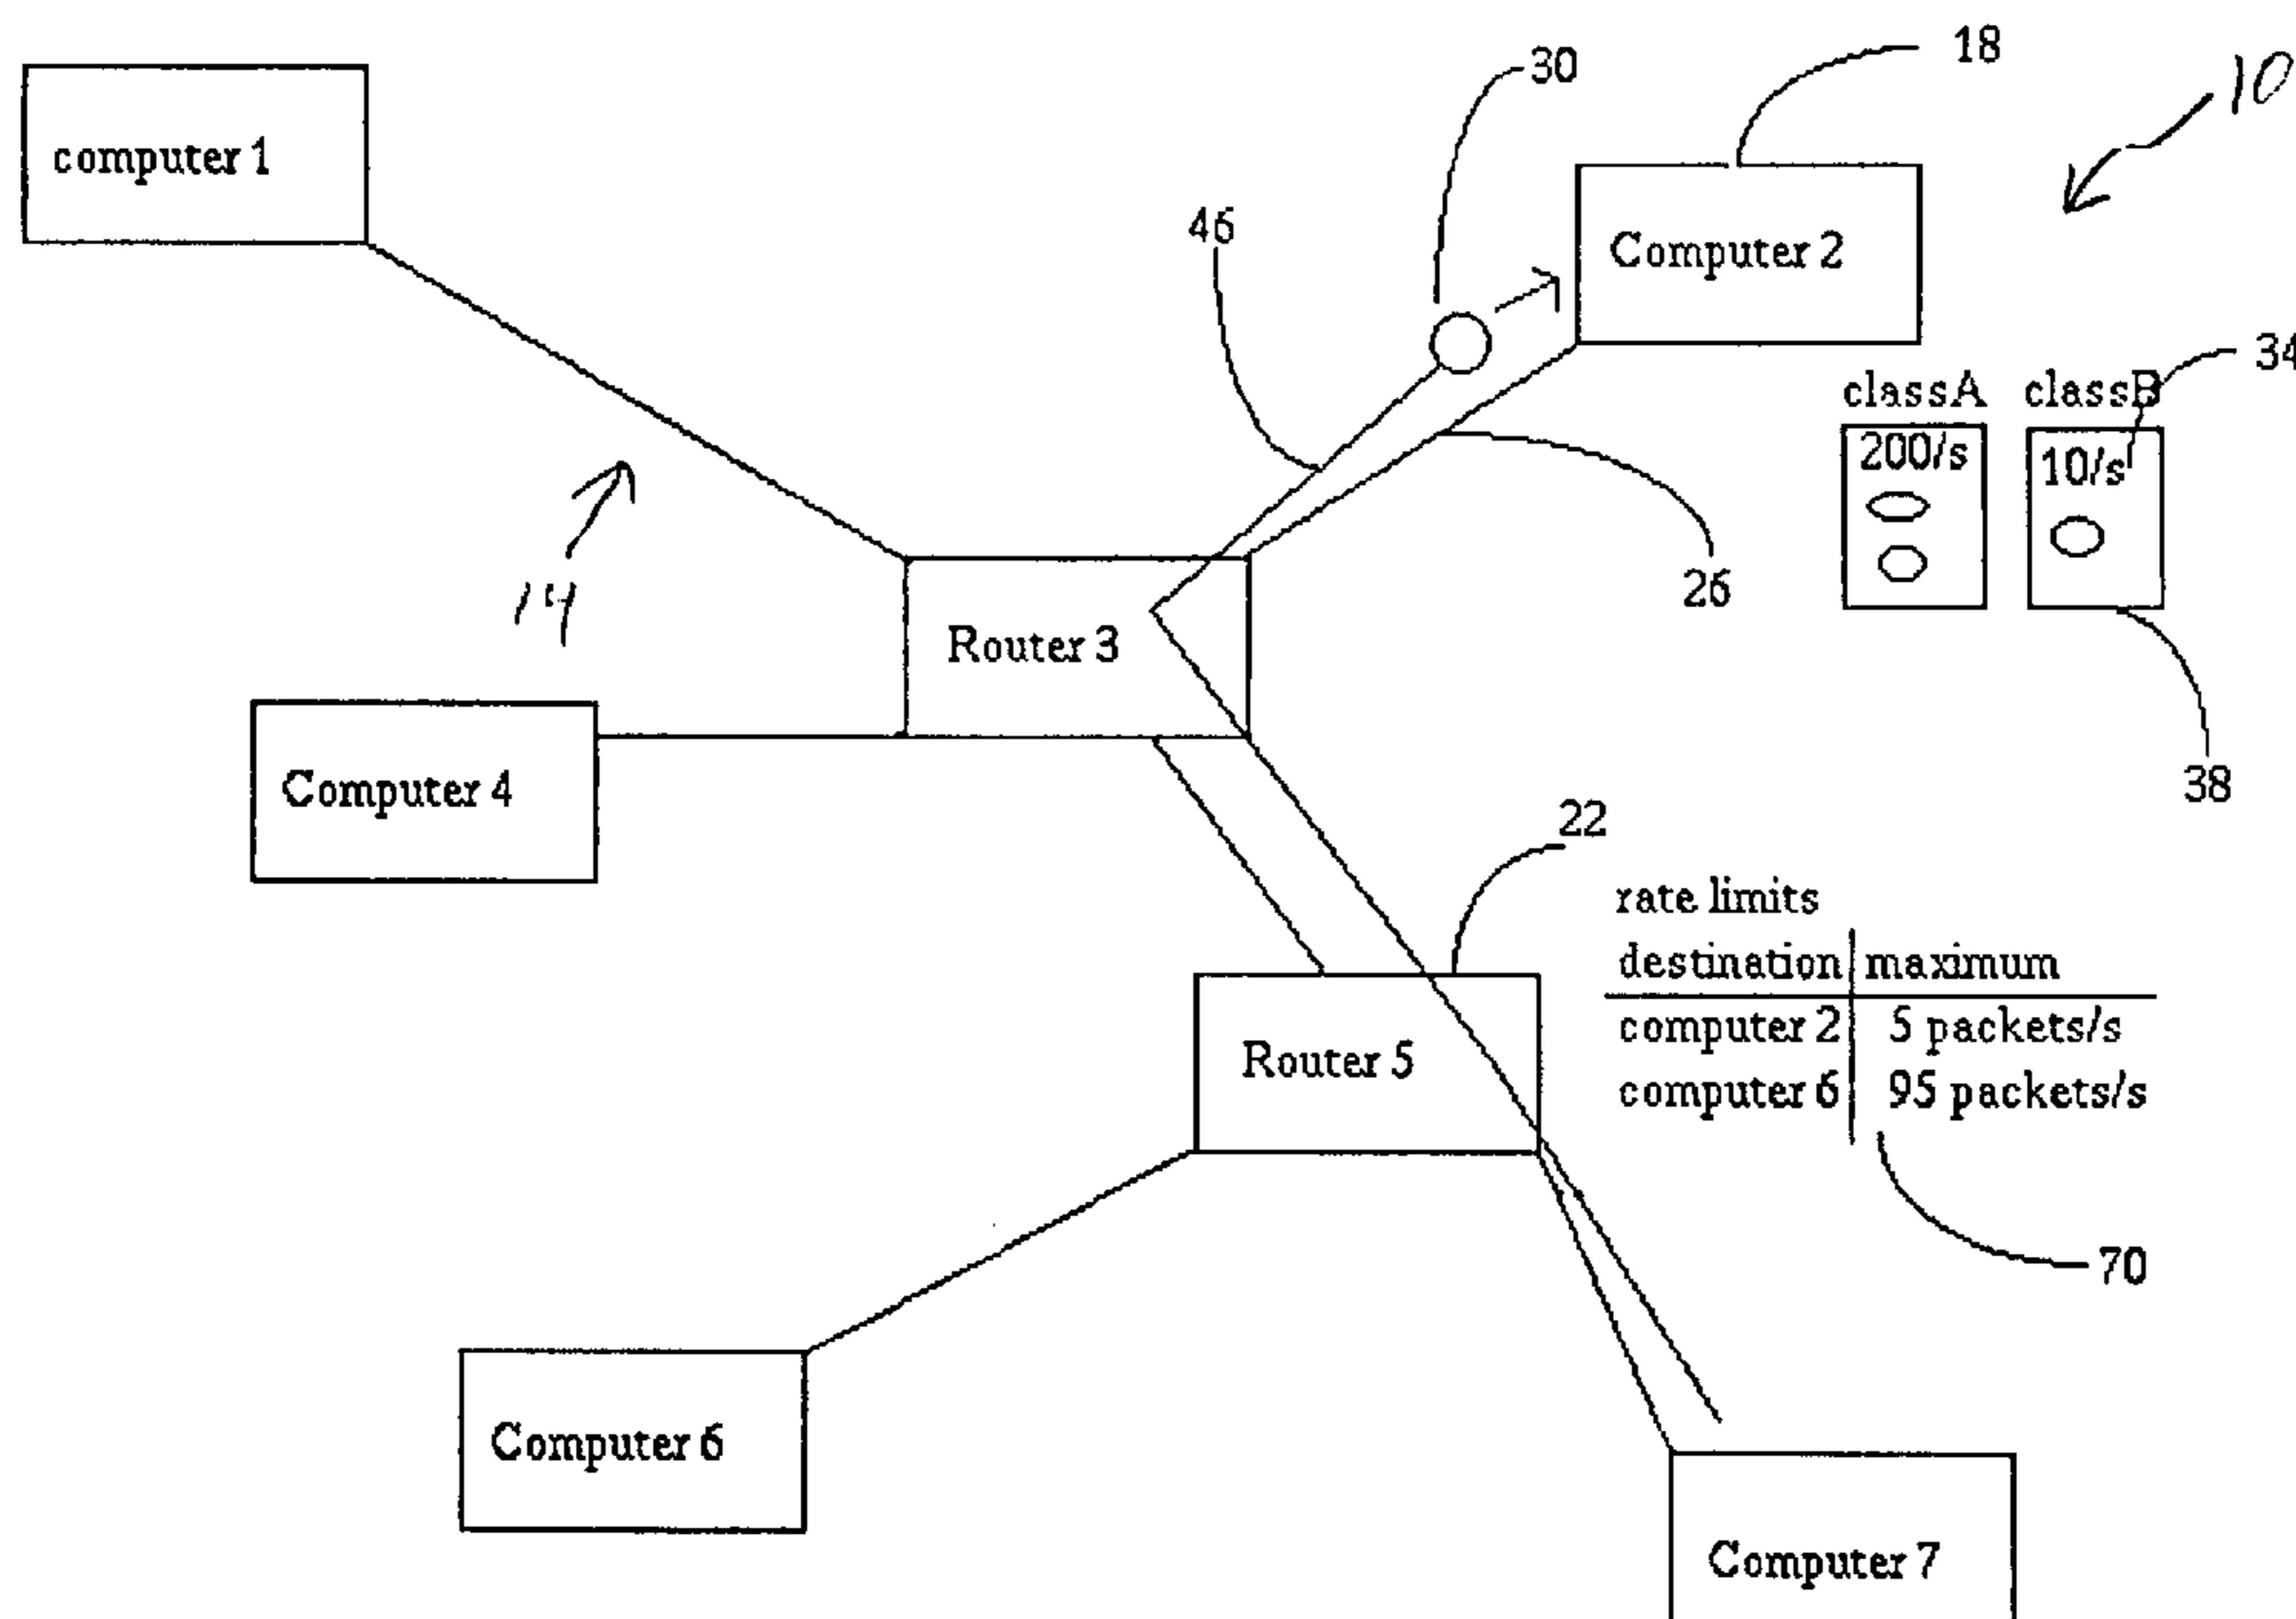 18
30
10
computer 1
46
Computer 2
34
classA classB
200/s 10/s
14
26
Router 3
Computer 4
38
22
rate limits
destination maximum
computer 2 5 packets/s
Router 5
computer 6 95 packets/s
70
Computer 6
Computer 7